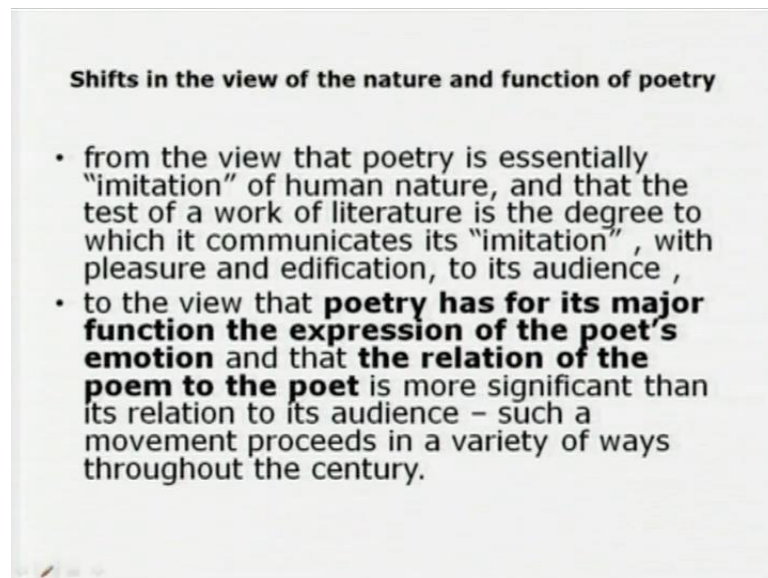 Shifts in the view of the nature and function of poetry
• from the view that poetry is essentially
"imitation" of human nature, and that the
test of a work of literature is the degree to
which it communicates its "imitation" , with
pleasure and edification, to its audience ,
• to the view that poetry has for its major
function the expression of the poet's
emotion and that the relation of the
poem to the poet is more significant than
its relation to its audience – such a
movement proceeds in a variety of ways
throughout the century.